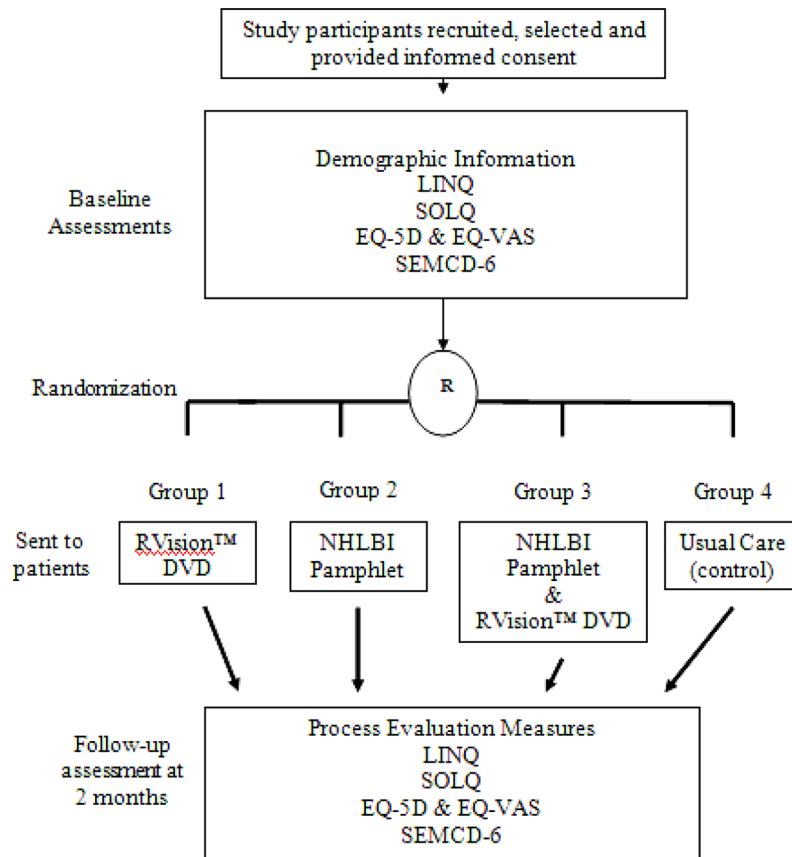 Study participants recruited, selected and
provided informed consent
Baseline
Assessments
Demographic Information
LINQ
SOLQ
EQ-5D & EQ-VAS
SEMCD-6
Randomization
R
Group 1
Group 2
Group 3
Group 4
Sent to
patients
RVision™
DVD
NHLBI
Pamphlet
NHLBI
Pamphlet
&
RVision™ DVD
Usual Care
(control)
Follow-up
assessment at
2 months
Process Evaluation Measures
LINQ
SOLQ
EQ-5D & EQ-VAS
SEMCD-6